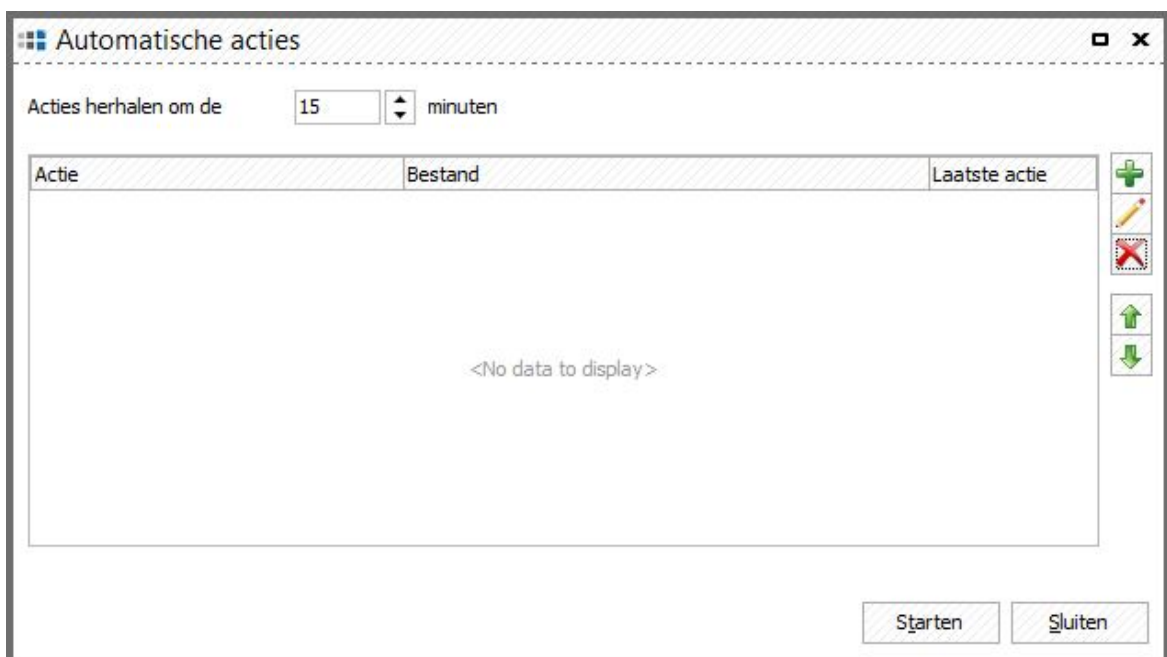 Automatische acties
Acties herhalen om de 15 minuten
Actie Bestand Laatste actie
<No data to display>
Starten Sluiten